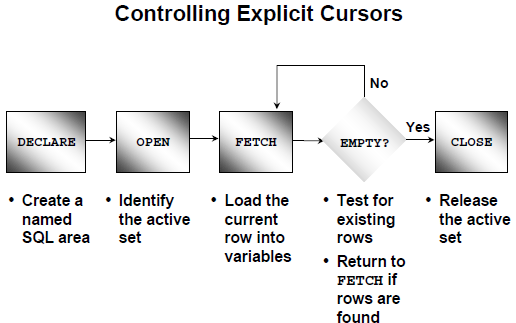 Controlling Explicit Cursors
No
Yes
DECLARE
OPEN
FETCH
EMPTY?
CLOSE
• Create a
named
SQL area
• Identify
the active
set
• Load the
current
row into
variables
• Test for
existing
rows
• Return to
FETCH if
rows are
found
• Release
the active
set